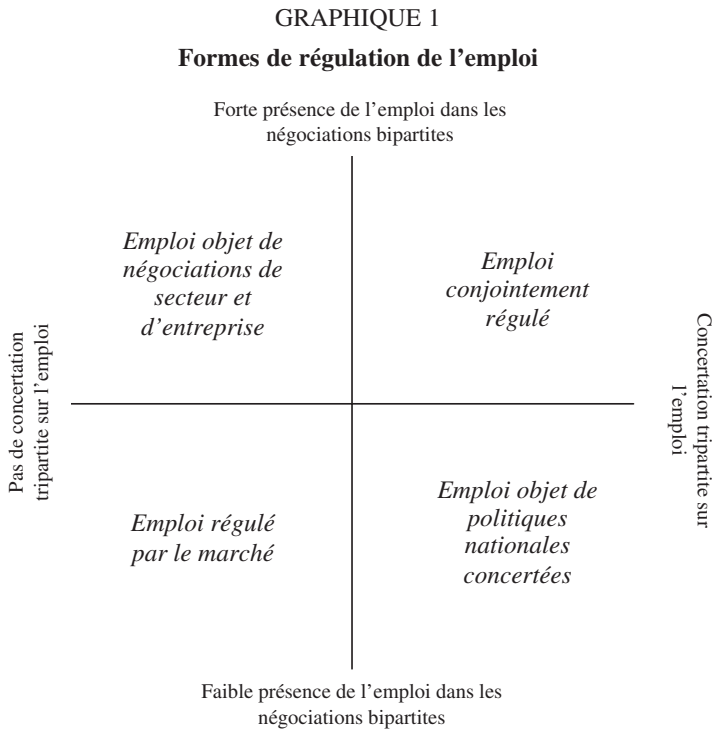 GRAPHIQUE 1
Formes de régulation de l’emploi
Forte présence de l’emploi dans les
négociations bipartites
Emploi objet de
négociations de
secteur et
d’entreprise
Emploi
conjointement
régulé
Pas de concertation
tripartite sur l’emploi
Concertation tripartite sur
l’emploi
Emploi régulé
par le marché
Emploi objet de
politiques
nationales
concertées
Faible présence de l’emploi dans les
négociations bipartites